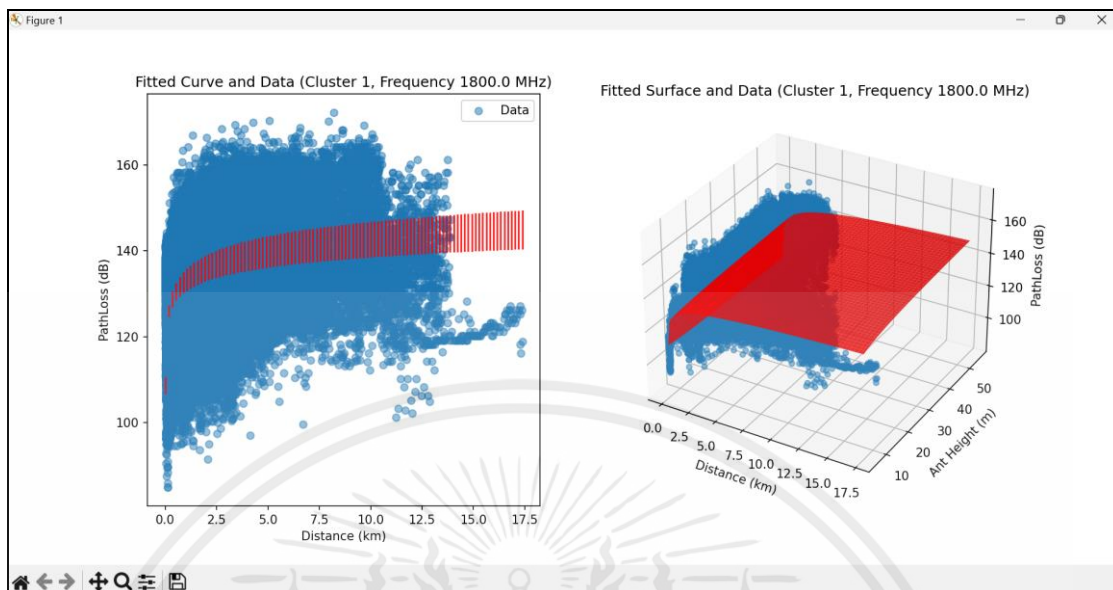 Figure 1
Fitted Curve and Data (Cluster 1, Frequency 1800.0 MHz)
Data
160
140
120
100
PathLoss (dB)
0.0 2.5 5.0 7.5 10.0 12.5 15.0 17.5
Distance (km)
Fitted Surface and Data (Cluster 1, Frequency 1800.0 MHz)
160
140
120
100
PathLoss (dB)
50
40
30
20
10
Ant Height (m)
0.0 2.5 5.0 7.5 10.0 12.5 15.0 17.5
Distance (km)